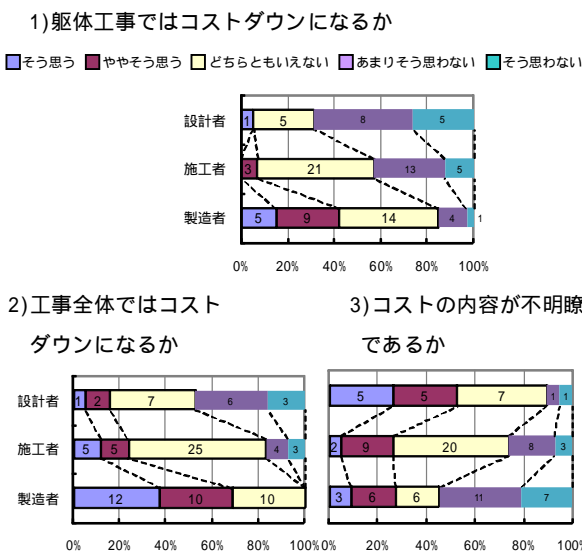 1)躯体工事ではコストダウンになるか
そう思う ややそう思う どちらともいえない あまりそう思わない そう思わない
設計者 1 5 8 5
施工者 3 21 13 5
製造者 5 9 14 4 1
0% 20% 40% 60% 80% 100%
2)工事全体ではコスト
ダウンになるか
設計者 1 2 7 6 3
施工者 5 5 25 4 3
製造者 12 10 10
0% 20% 40% 60% 80% 100%
3)コストの内容が不明瞭
であるか
5 5 7 1 1
2 9 20 8 3
3 6 6 11 7
0% 20% 40% 60% 80% 100%